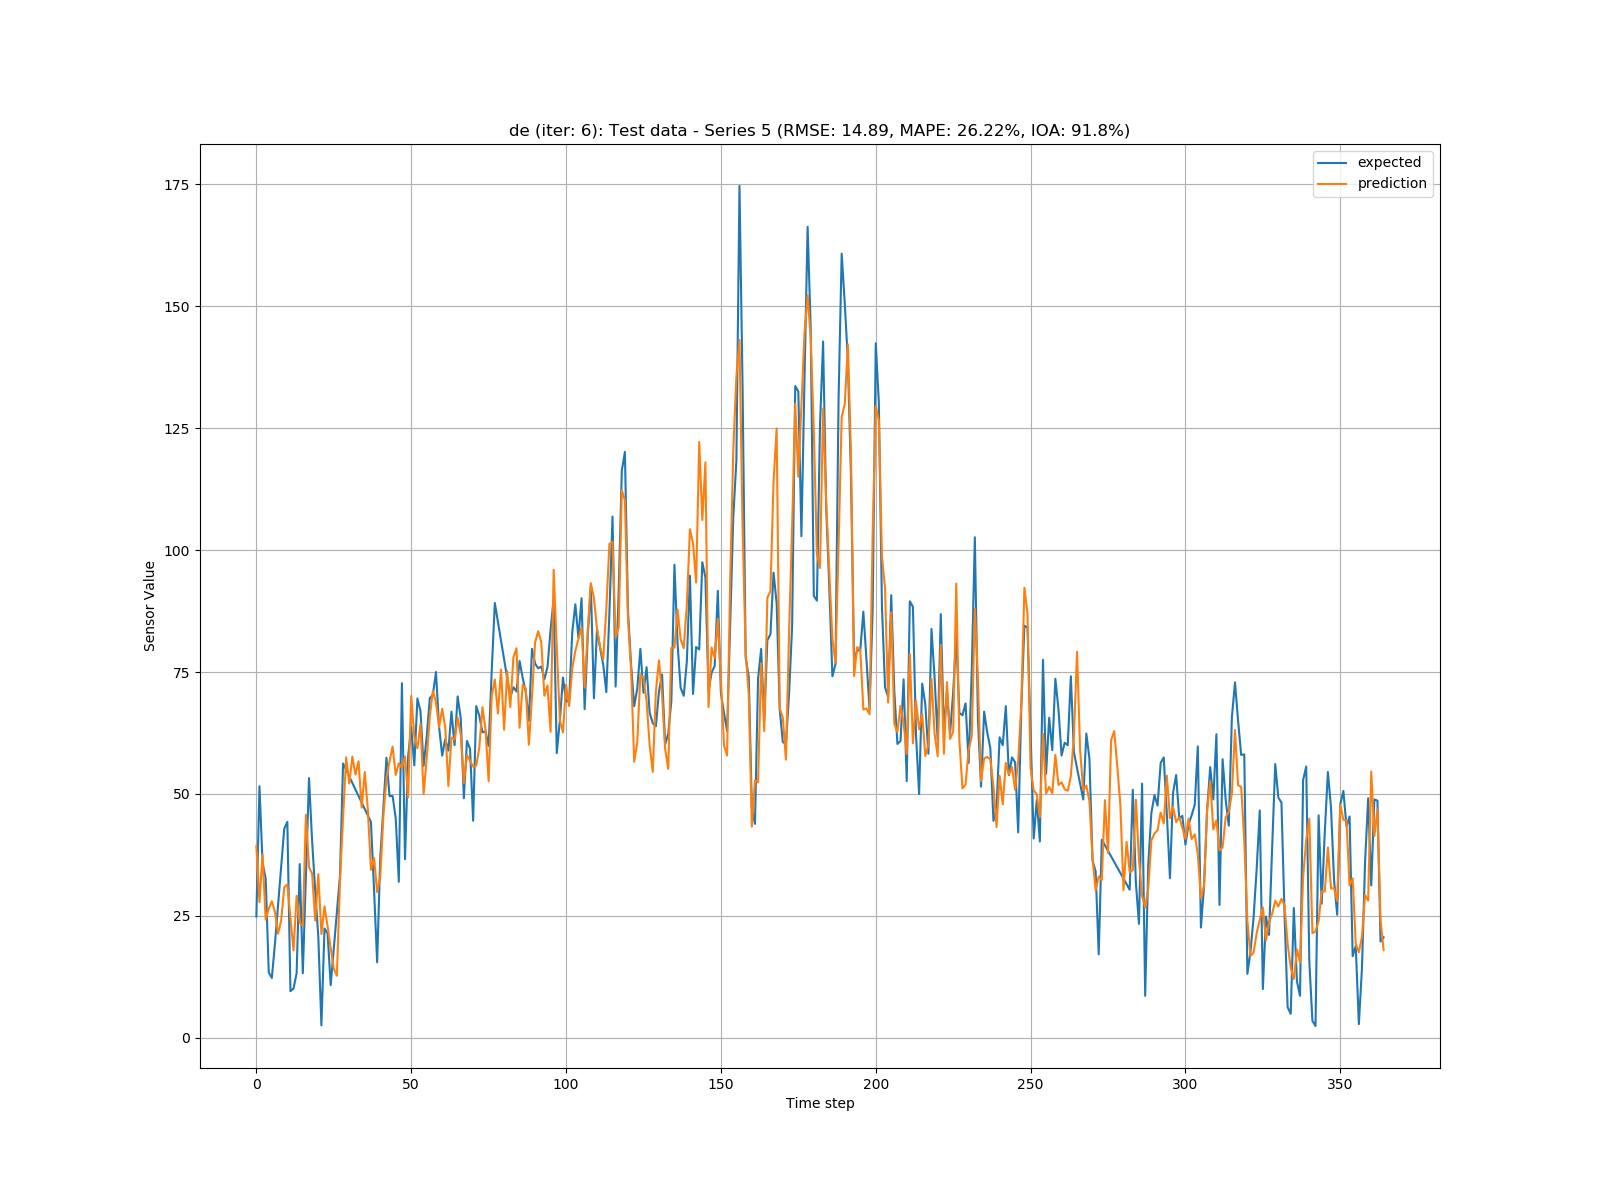 de (iter: 6): Test data - Series 5 (RMSE: 14.89, MAPE: 26.22%, IOA: 91.8%)
expected
prediction
175
150
125
100
75
50
25
0
Sensor Value
0 50 100 150 200 250 300 350
Time step